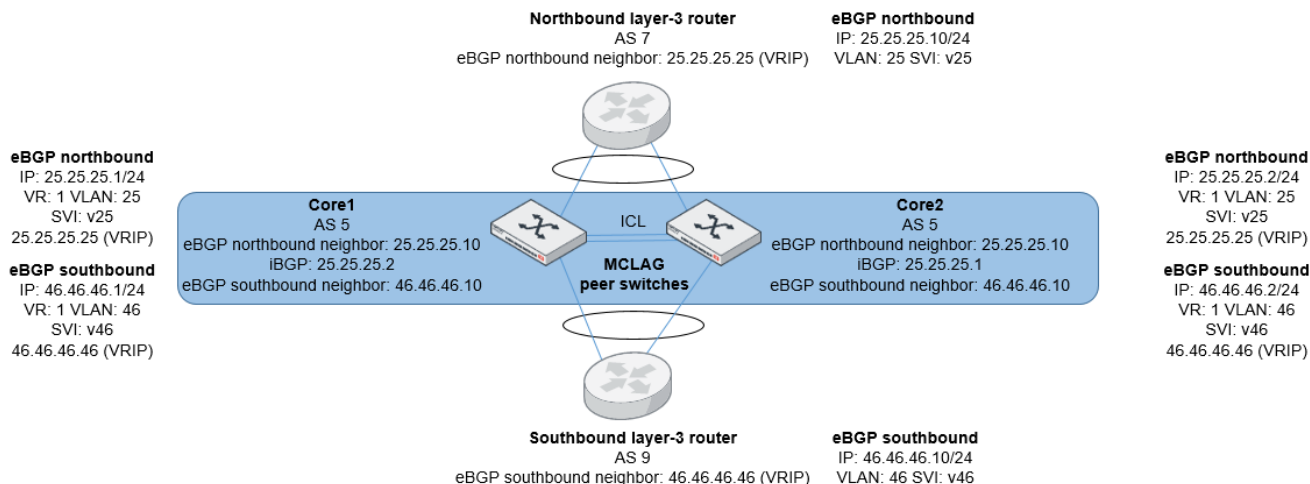 Northbound layer-3 router
AS 7
eBGP northbound neighbor: 25.25.25.25 (VRIP)
eBGP northbound
IP: 25.25.25.10/24
VLAN: 25 SVI: v25
eBGP northbound
IP: 25.25.25.1/24
VR: 1 VLAN: 25
SVI: v25
25.25.25.25 (VRIP)
eBGP southbound
IP: 46.46.46.1/24
VR: 1 VLAN: 46
SVI: v46
46.46.46.46 (VRIP)
Core1
AS 5
eBGP northbound neighbor: 25.25.25.10
iBGP: 25.25.25.2
eBGP southbound neighbor: 46.46.46.10
ICL
MCLAG
peer switches
Core2
AS 5
eBGP northbound neighbor: 25.25.25.10
iBGP: 25.25.25.1
eBGP southbound neighbor: 46.46.46.10
eBGP northbound
IP: 25.25.25.2/24
VR: 1 VLAN: 25
SVI: v25
25.25.25.25 (VRIP)
eBGP southbound
IP: 46.46.46.2/24
VR: 1 VLAN: 46
SVI: v46
46.46.46.46 (VRIP)
Southbound layer-3 router
AS 9
eBGP southbound neighbor: 46.46.46.46 (VRIP)
eBGP southbound
IP: 46.46.46.10/24
VLAN: 46 SVI: v46